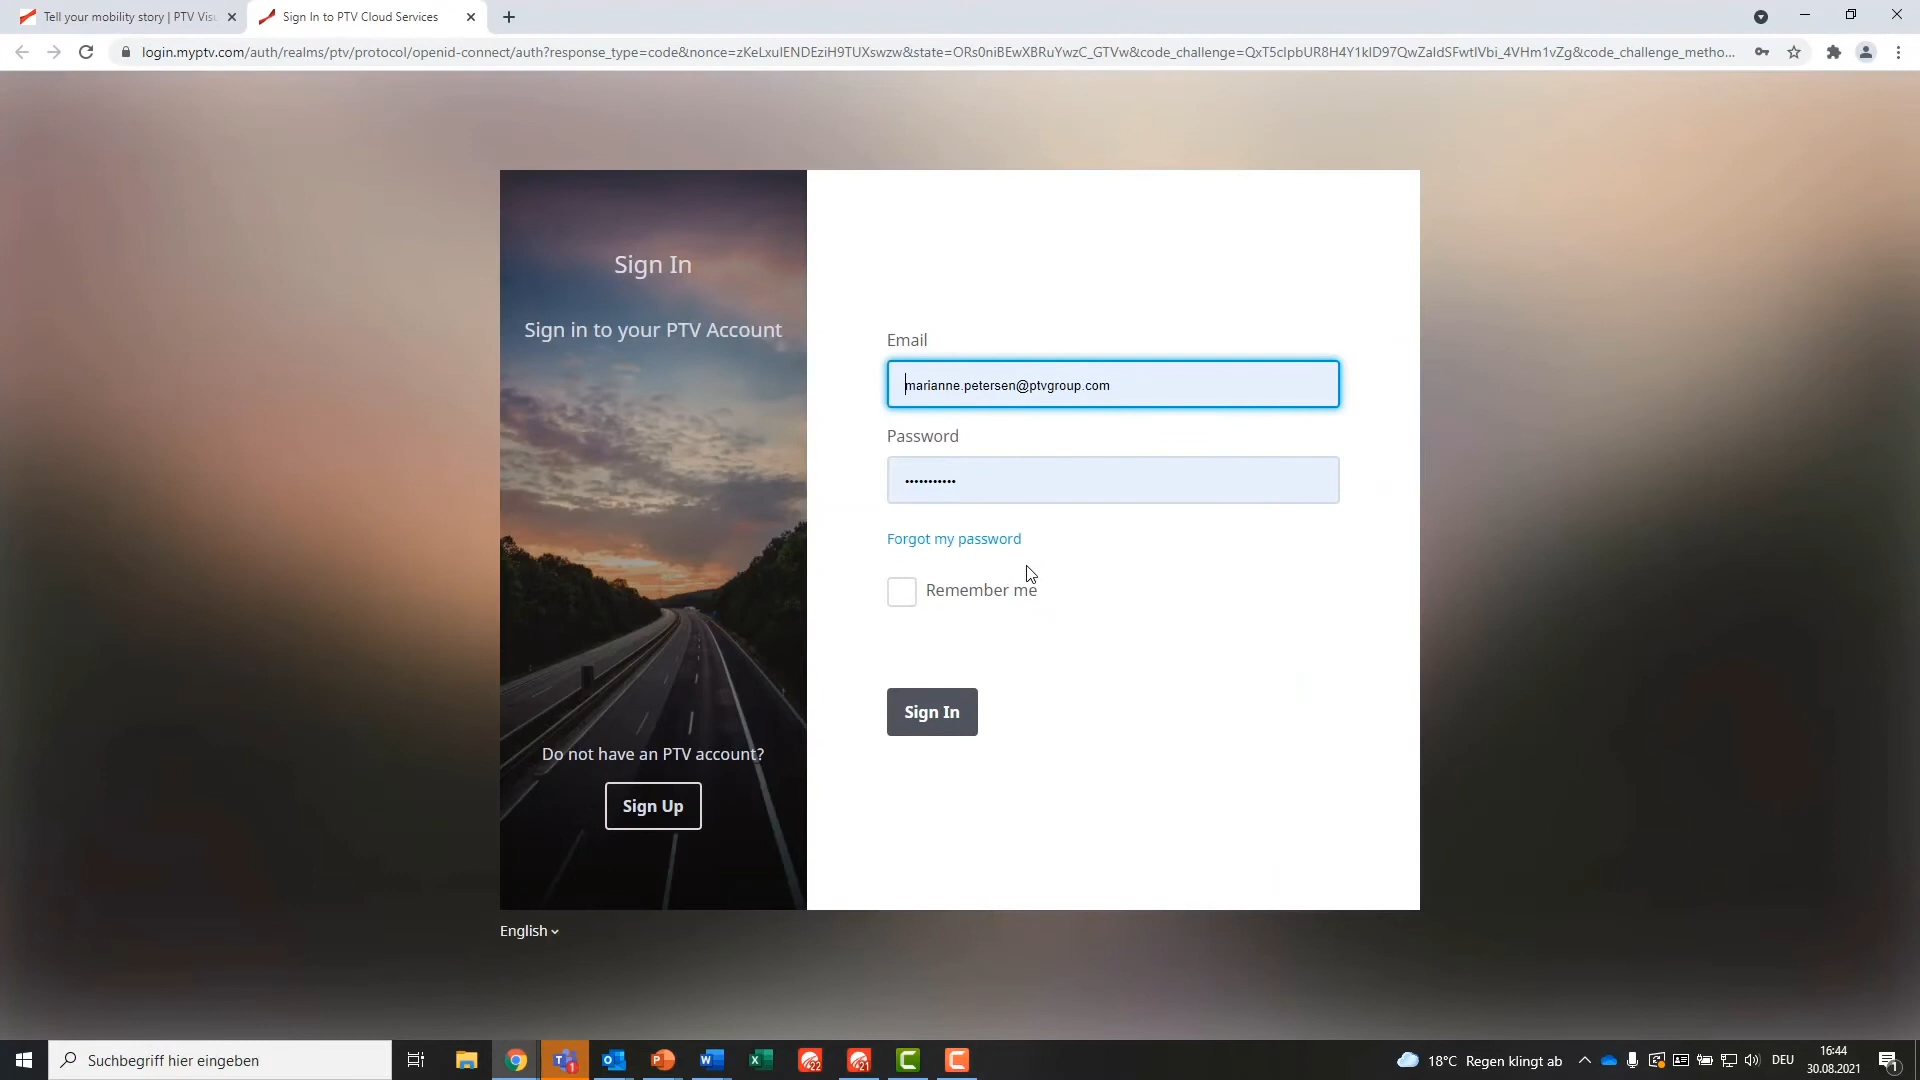 Tell your mobility story | PTV Visu
Sign In to PTV Cloud Services
login.myptv.com/auth/realms/ptv/protocol/openid-connect/auth?response_type=code&nonce=zKeLxulENDEziH9TUXswzw&state=ORs0niBEwXBRuYwzC_GTVw&code_challenge=QxT5cIpbUR8H4Y1kID97QwZaIdSFwtIVbi_4VHm1vZg&code_challenge_metho...
Sign In
Sign in to your PTV Account
Email
marianne.petersen@ptvgroup.com
Password
•••••••••••
Forgot my password
Remember me
Sign In
Do not have an PTV account?
Sign Up
English
Suchbegriff hier eingeben
18°C Regen klingt ab
DEU
16:44
30.08.2021